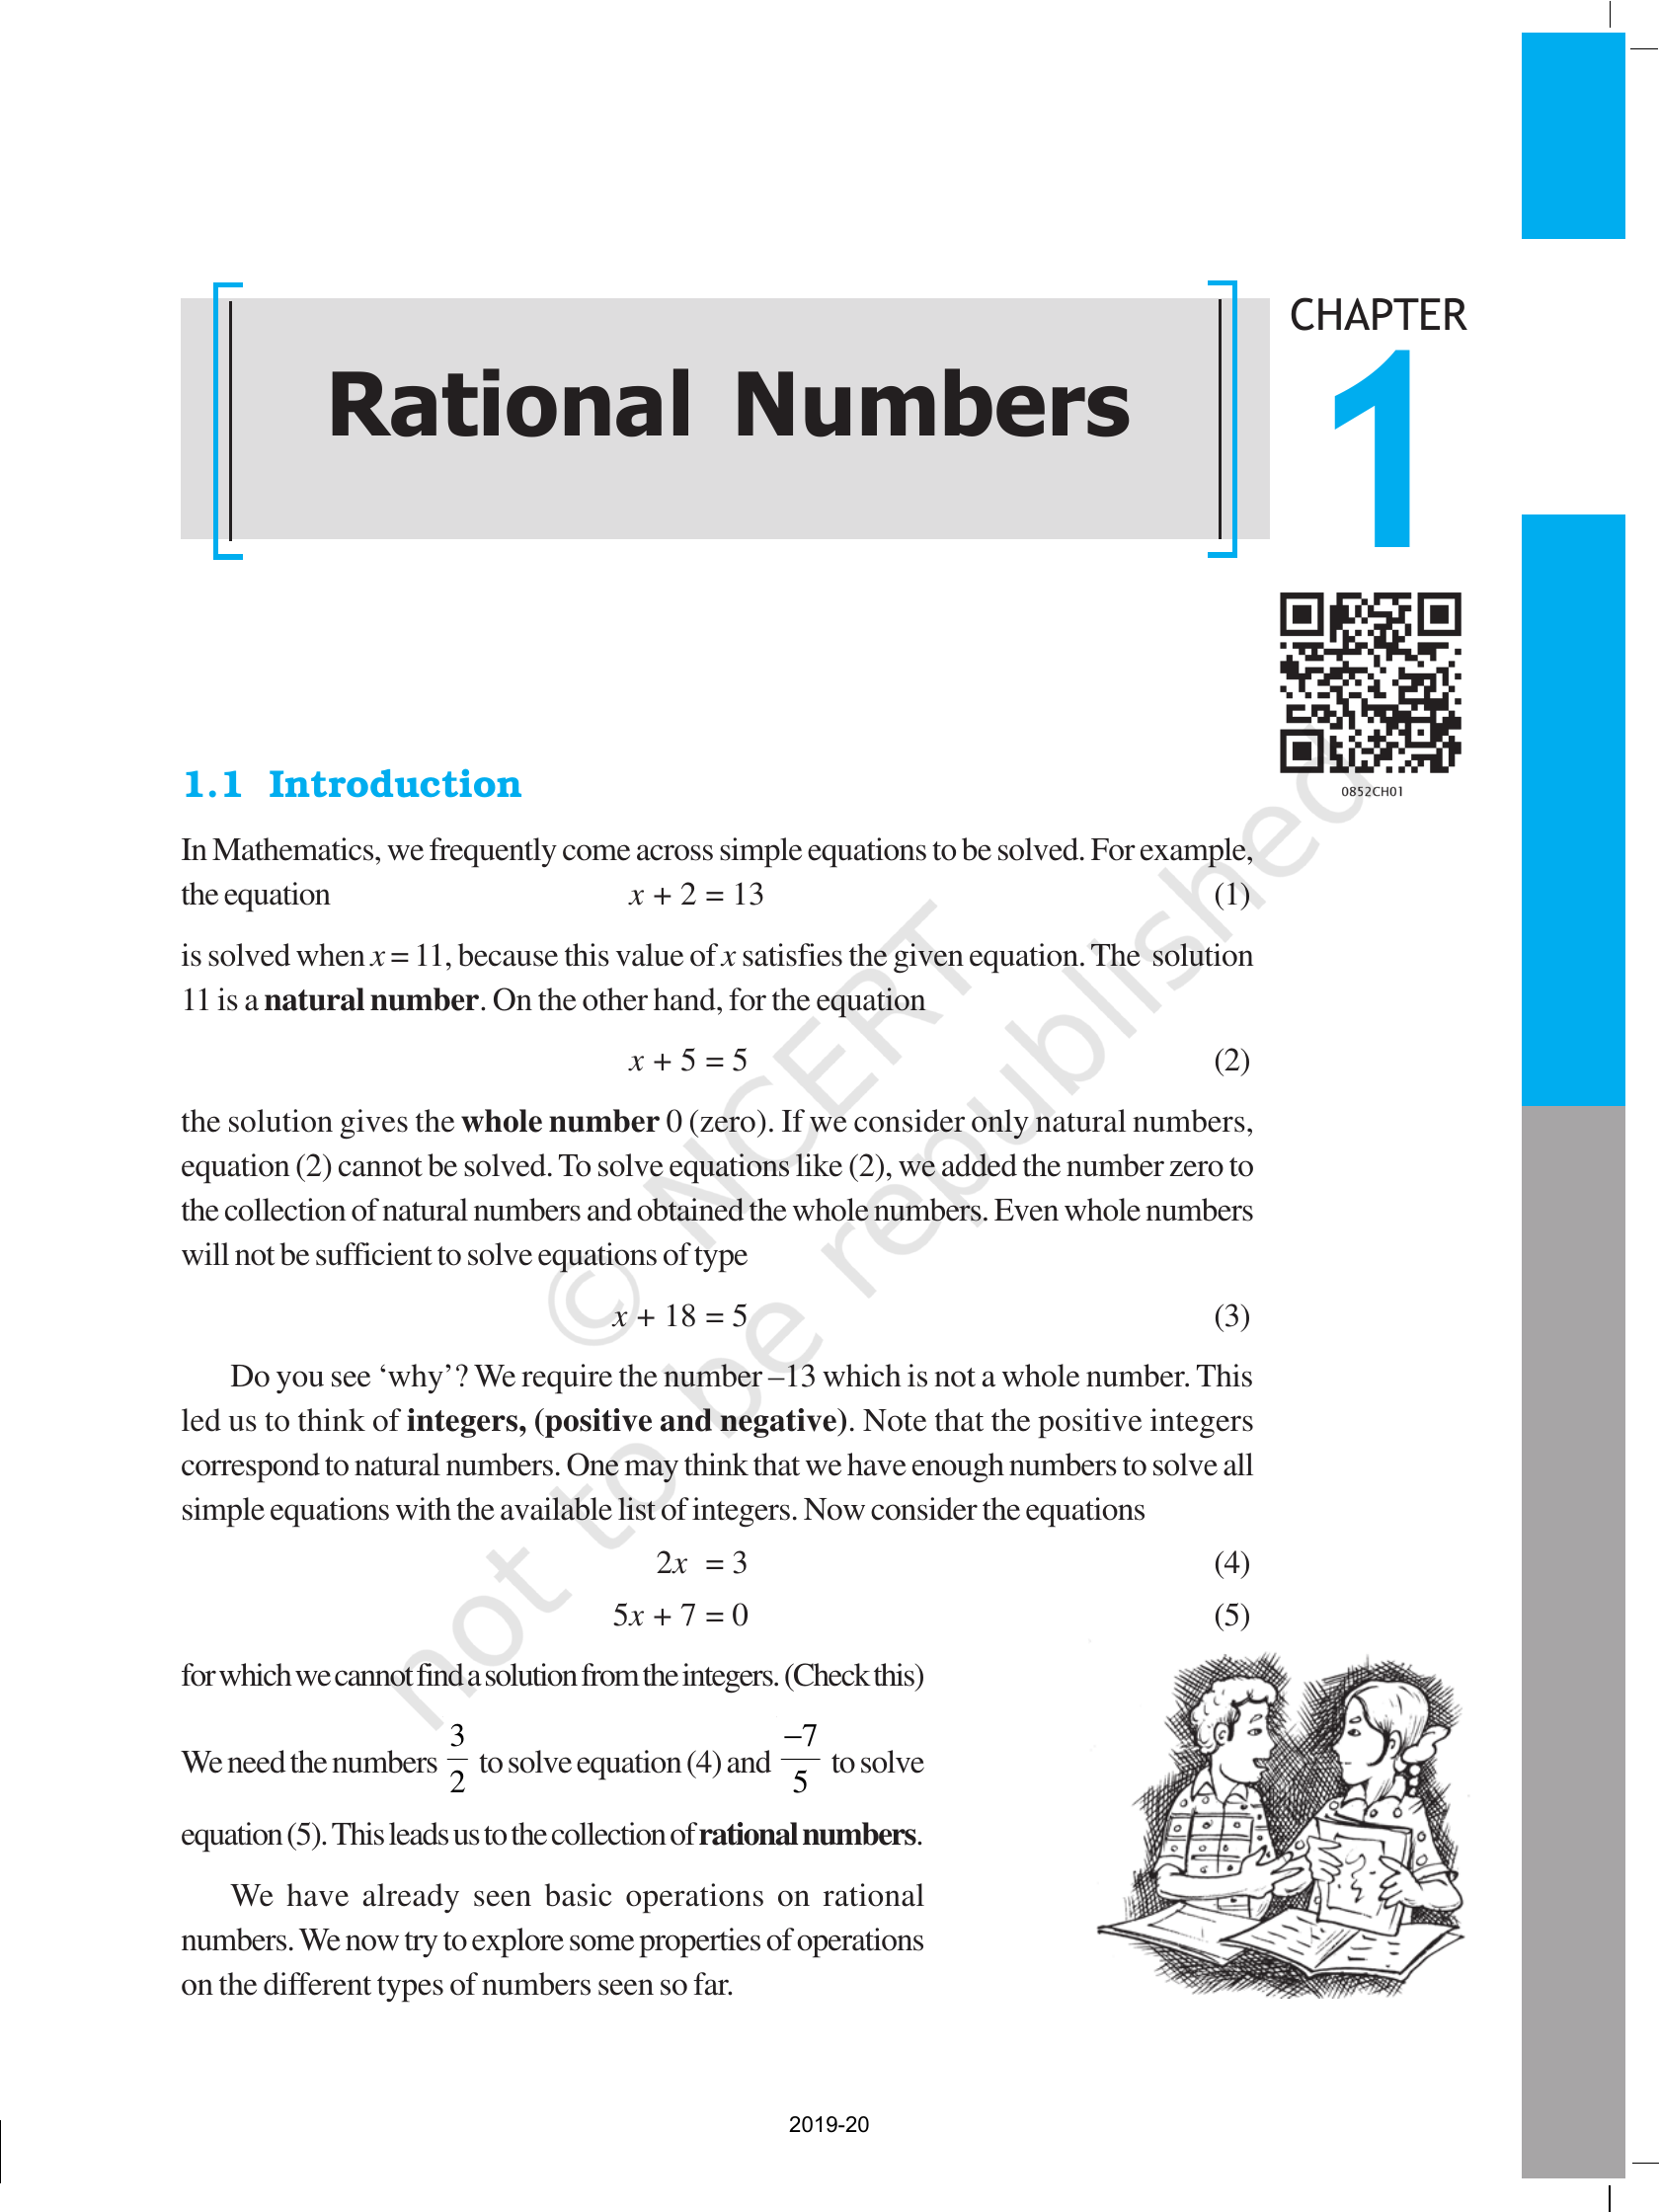 CHAPTER
1
Rational Numbers
0852CH01
1.1 Introduction
In Mathematics, we frequently come across simple equations to be solved. For example,
the equation x + 2 = 13 (1)
is solved when x = 11, because this value of x satisfies the given equation. The solution
11 is a natural number. On the other hand, for the equation
x + 5 = 5 (2)
the solution gives the whole number 0 (zero). If we consider only natural numbers,
equation (2) cannot be solved. To solve equations like (2), we added the number zero to
the collection of natural numbers and obtained the whole numbers. Even whole numbers
will not be sufficient to solve equations of type
x + 18 = 5 (3)
Do you see ‘why’? We require the number –13 which is not a whole number. This
led us to think of integers, (positive and negative). Note that the positive integers
correspond to natural numbers. One may think that we have enough numbers to solve all
simple equations with the available list of integers. Now consider the equations
2x = 3 (4)
5x + 7 = 0 (5)
for which we cannot find a solution from the integers. (Check this)
We need the numbers 3/2 to solve equation (4) and –7/5 to solve
equation (5). This leads us to the collection of rational numbers.
We have already seen basic operations on rational
numbers. We now try to explore some properties of operations
on the different types of numbers seen so far.
2019-20
© NCERT
not to be republished